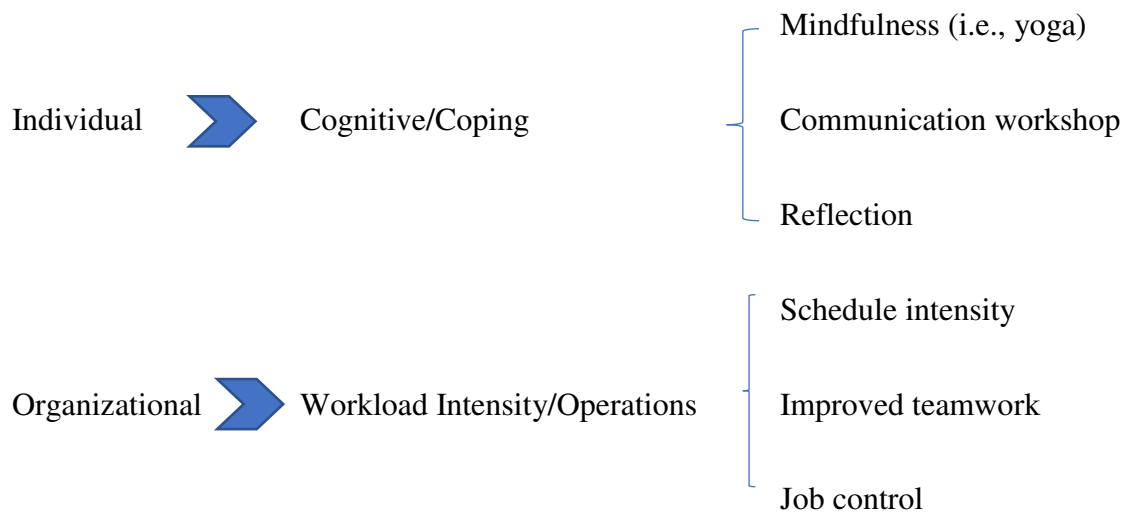 Mindfulness (i.e., yoga)
Individual Cognitive/Coping Communication workshop
Reflection
Schedule intensity
Organizational Workload Intensity/Operations Improved teamwork
Job control